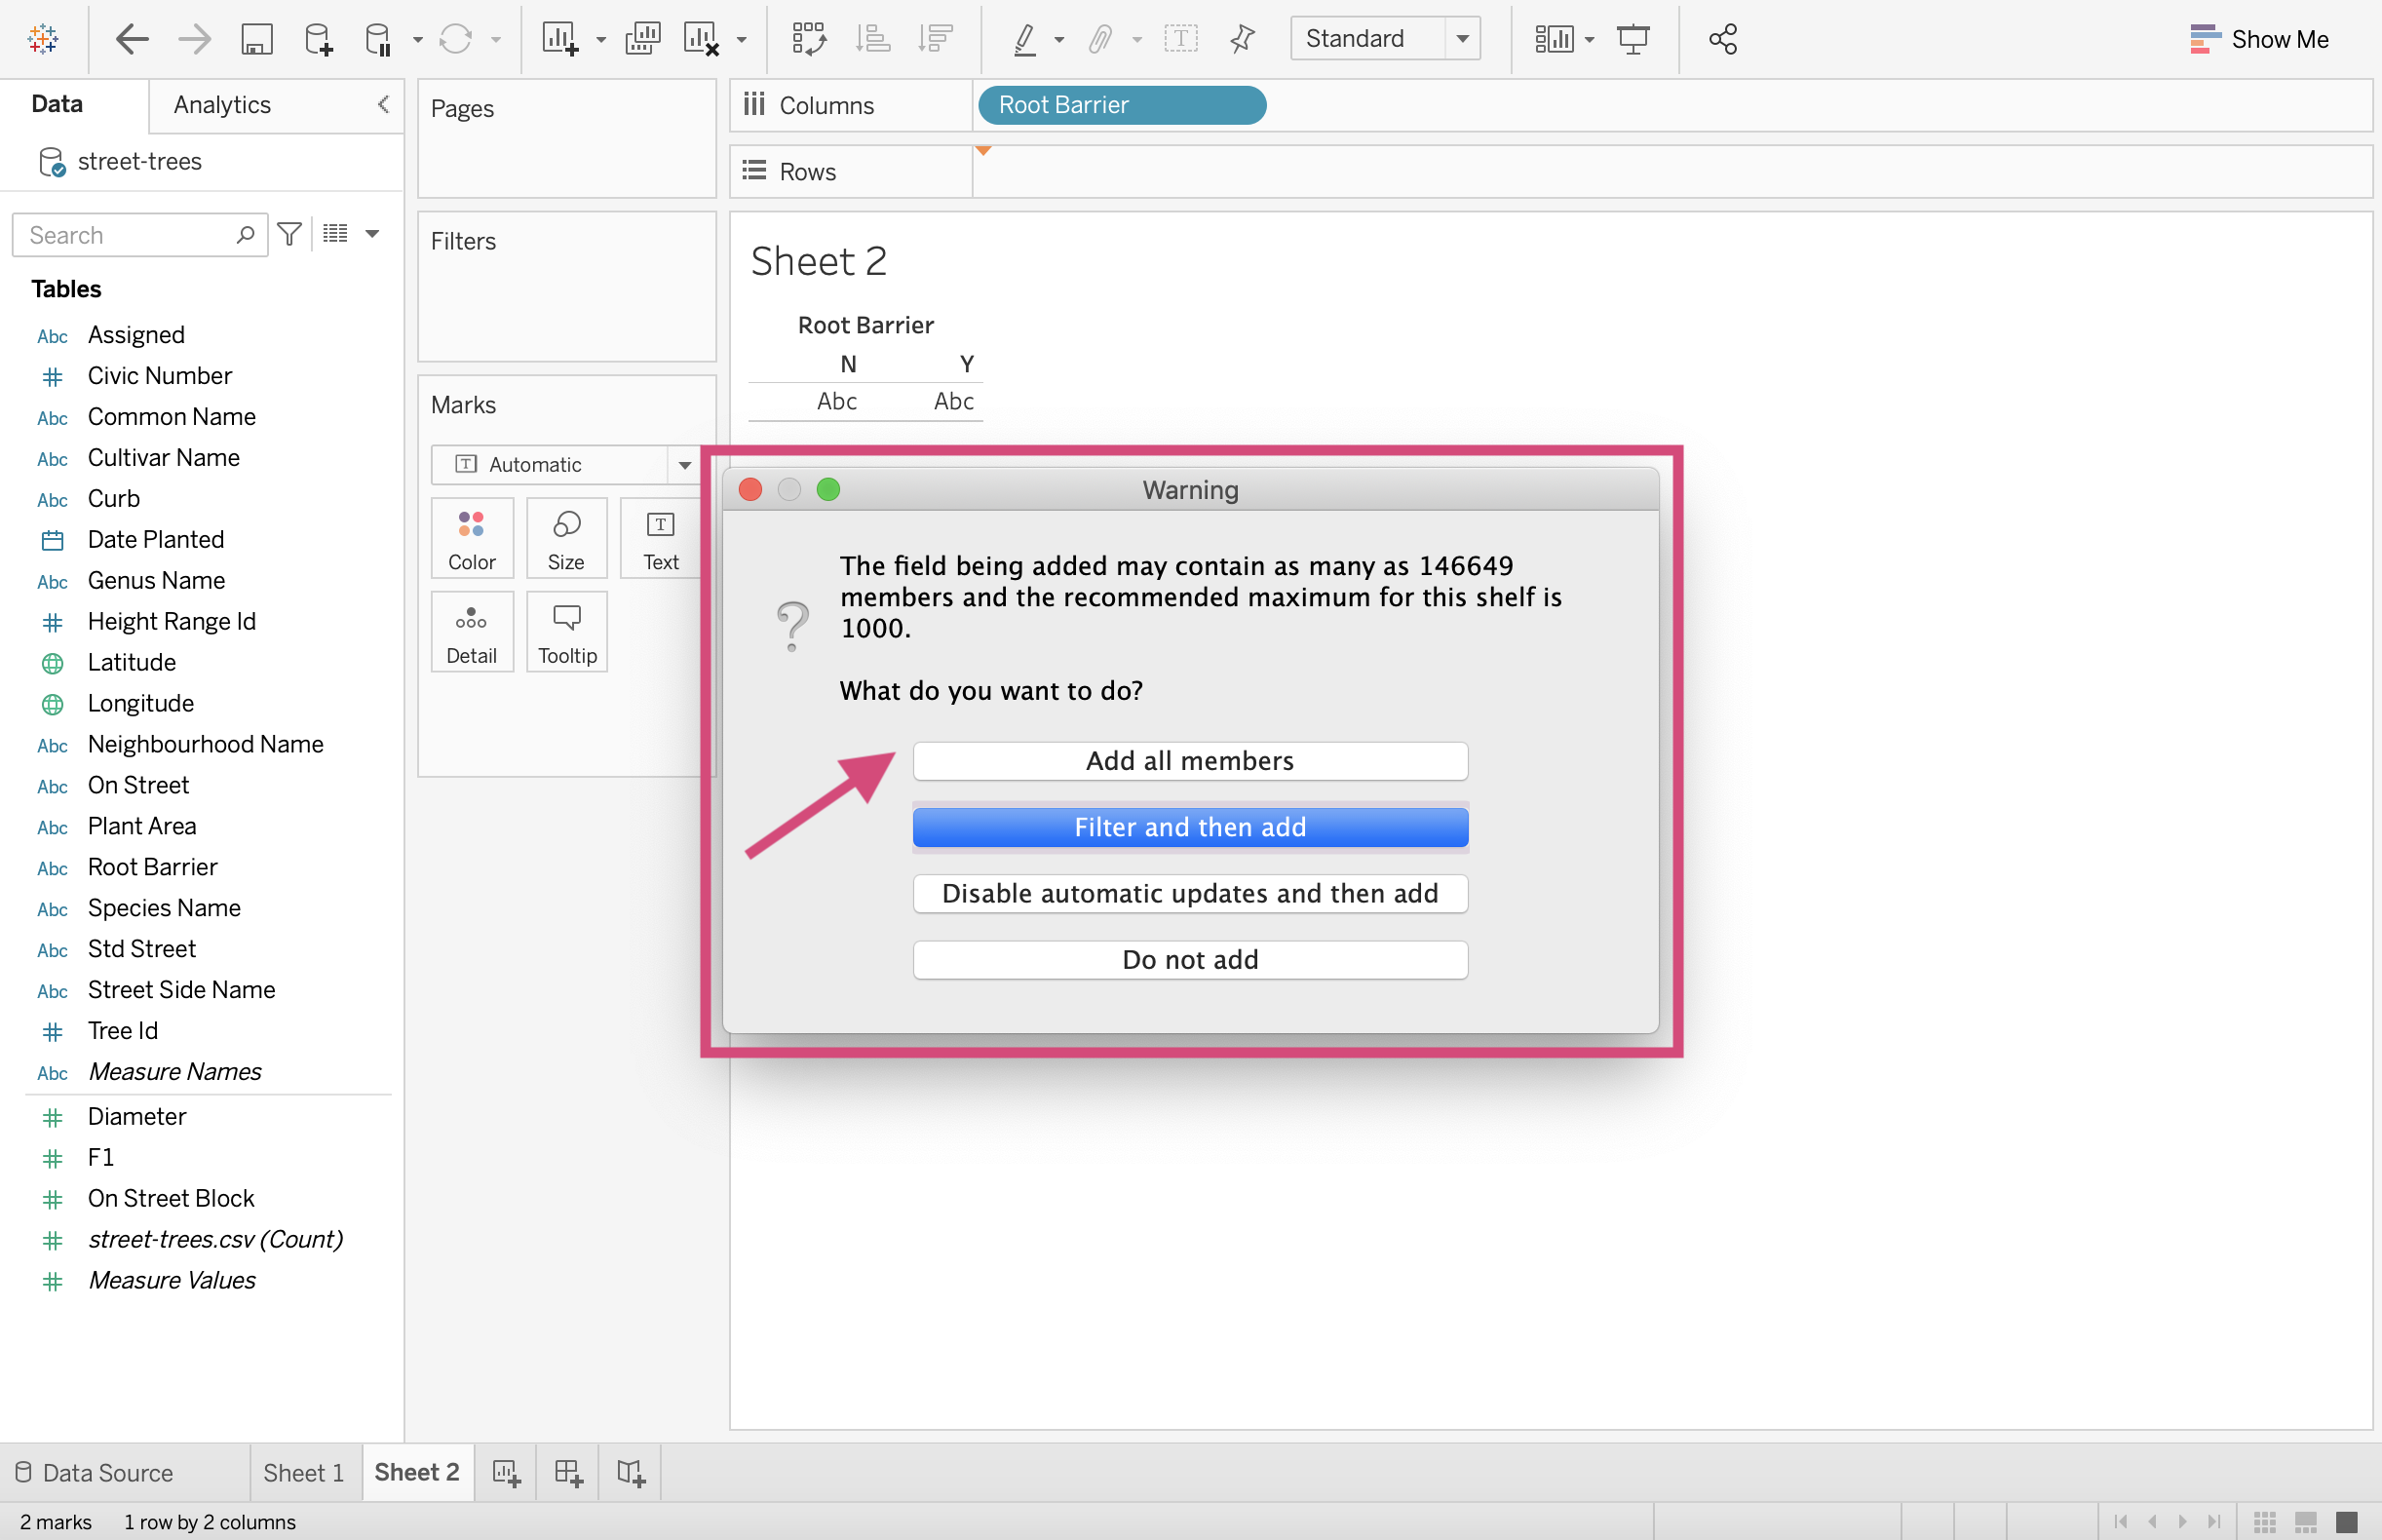 Standard
Show Me
Data
Analytics
street-trees
Search
Tables
Abc Assigned
Civic Number
Abc Common Name
Abc Cultivar Name
Abc Curb
Date Planted
Abc Genus Name
Height Range Id
Latitude
Longitude
Abc Neighbourhood Name
Abc On Street
Abc Plant Area
Abc Root Barrier
Abc Species Name
Abc Std Street
Abc Street Side Name
Tree Id
Abc Measure Names
Diameter
F1
On Street Block
street-trees.csv (Count)
Measure Values
Pages
Filters
Marks
T Automatic
Color Size T Text
Detail Tooltip
Columns Root Barrier
Rows
Sheet 2
Root Barrier
N Y
Abc Abc
Warning
The field being added may contain as many as 146649
members and the recommended maximum for this shelf is
1000.
What do you want to do?
Add all members
Filter and then add
Disable automatic updates and then add
Do not add
Data Source Sheet 1 Sheet 2
2 marks 1 row by 2 columns